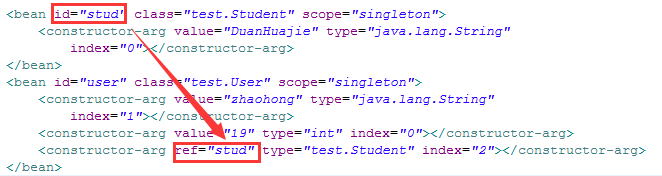 <bean id="stud" class="test.Student" scope="singleton">
<constructor-arg value="DuanHuajie" type="java.lang.String"
index="0"></constructor-arg>
</bean>
<bean id="user" class="test.User" scope="singleton">
<constructor-arg value="zhaohong" type="java.lang.String"
index="1"></constructor-arg>
<constructor-arg value="19" type="int" index="0"></constructor-arg>
<constructor-arg ref="stud" type="test.Student" index="2"></constructor-arg>
</bean>